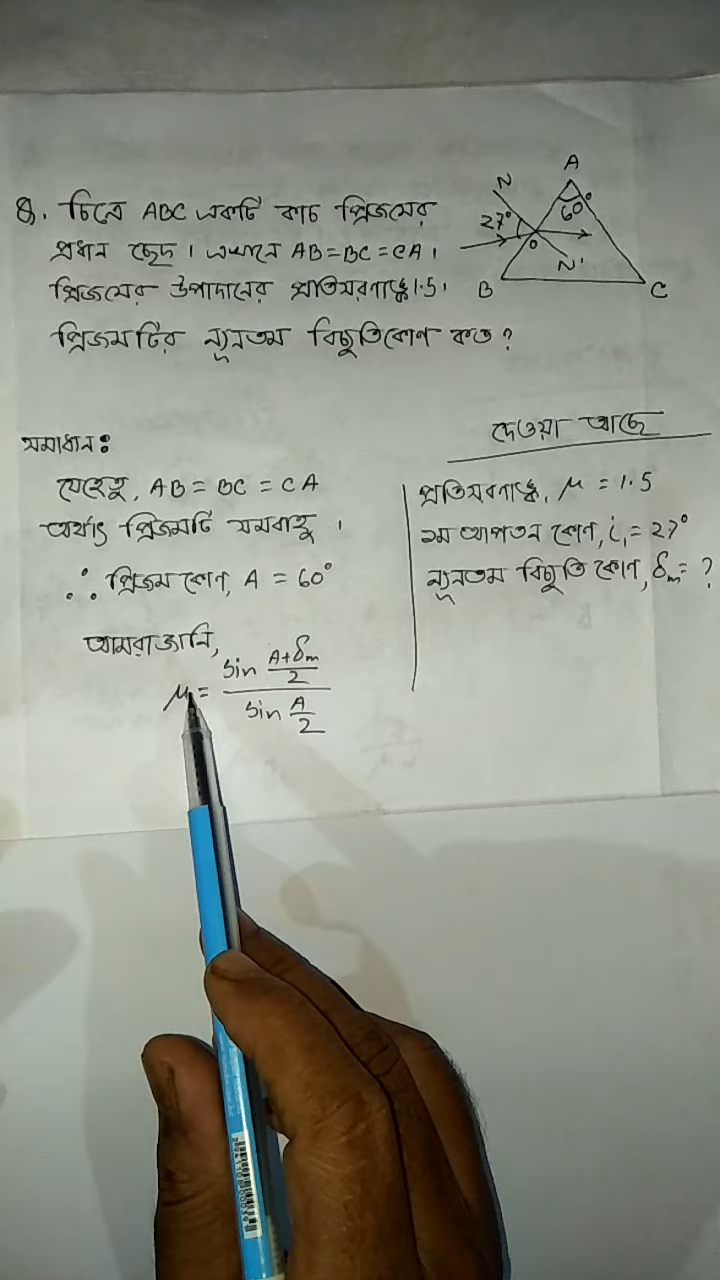 Q. চিত্রে ABC একটি কাচ প্রিজমের
প্রধান ছেদ। এখানে AB=BC=CA।
প্রিজমের উপাদানের প্রতিসরণাঙ্ক 1.5।
প্রিজমটির ন্যূনতম বিচ্যুতিকোণ কত?
A
N
60°
27°
O
N'
B
C
সমাধান:
যেহেতু, AB = BC = CA
অর্থাৎ প্রিজমটি সমবাহু।
∴ প্রিজম কোণ, A = 60°
আমরা জানি,
μ = sin (A+δm)/2 / sin A/2
দেওয়া আছে
প্রতিসরণাঙ্ক, μ = 1.5
১ম আপতন কোণ, i₁ = 27°
ন্যূনতম বিচ্যুতি কোণ, δm = ?